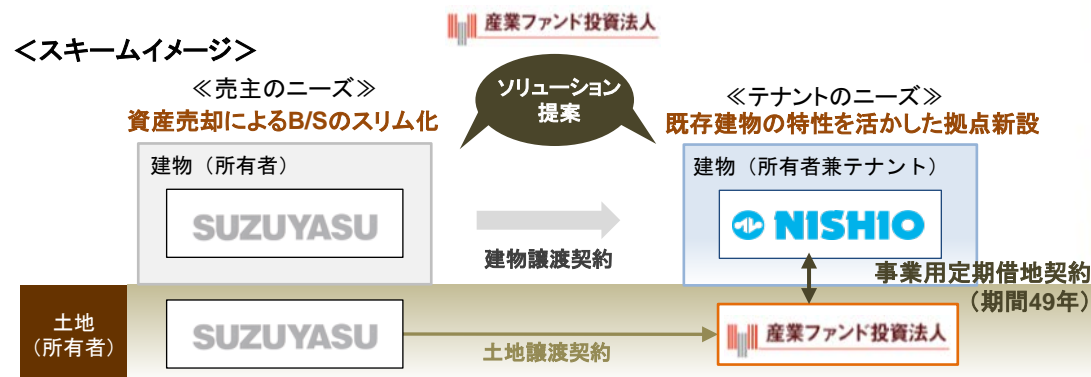 産業ファンド投資法人
＜スキームイメージ＞
ソリューション
提案
≪売主のニーズ≫
資産売却によるB/Sのスリム化
≪テナントのニーズ≫
既存建物の特性を活かした拠点新設
建物（所有者）
SUZUYASU
建物譲渡契約
建物（所有者兼テナント）
NISHIO
事業用定期借地契約
（期間49年）
土地
（所有者）
SUZUYASU
土地譲渡契約
産業ファンド投資法人